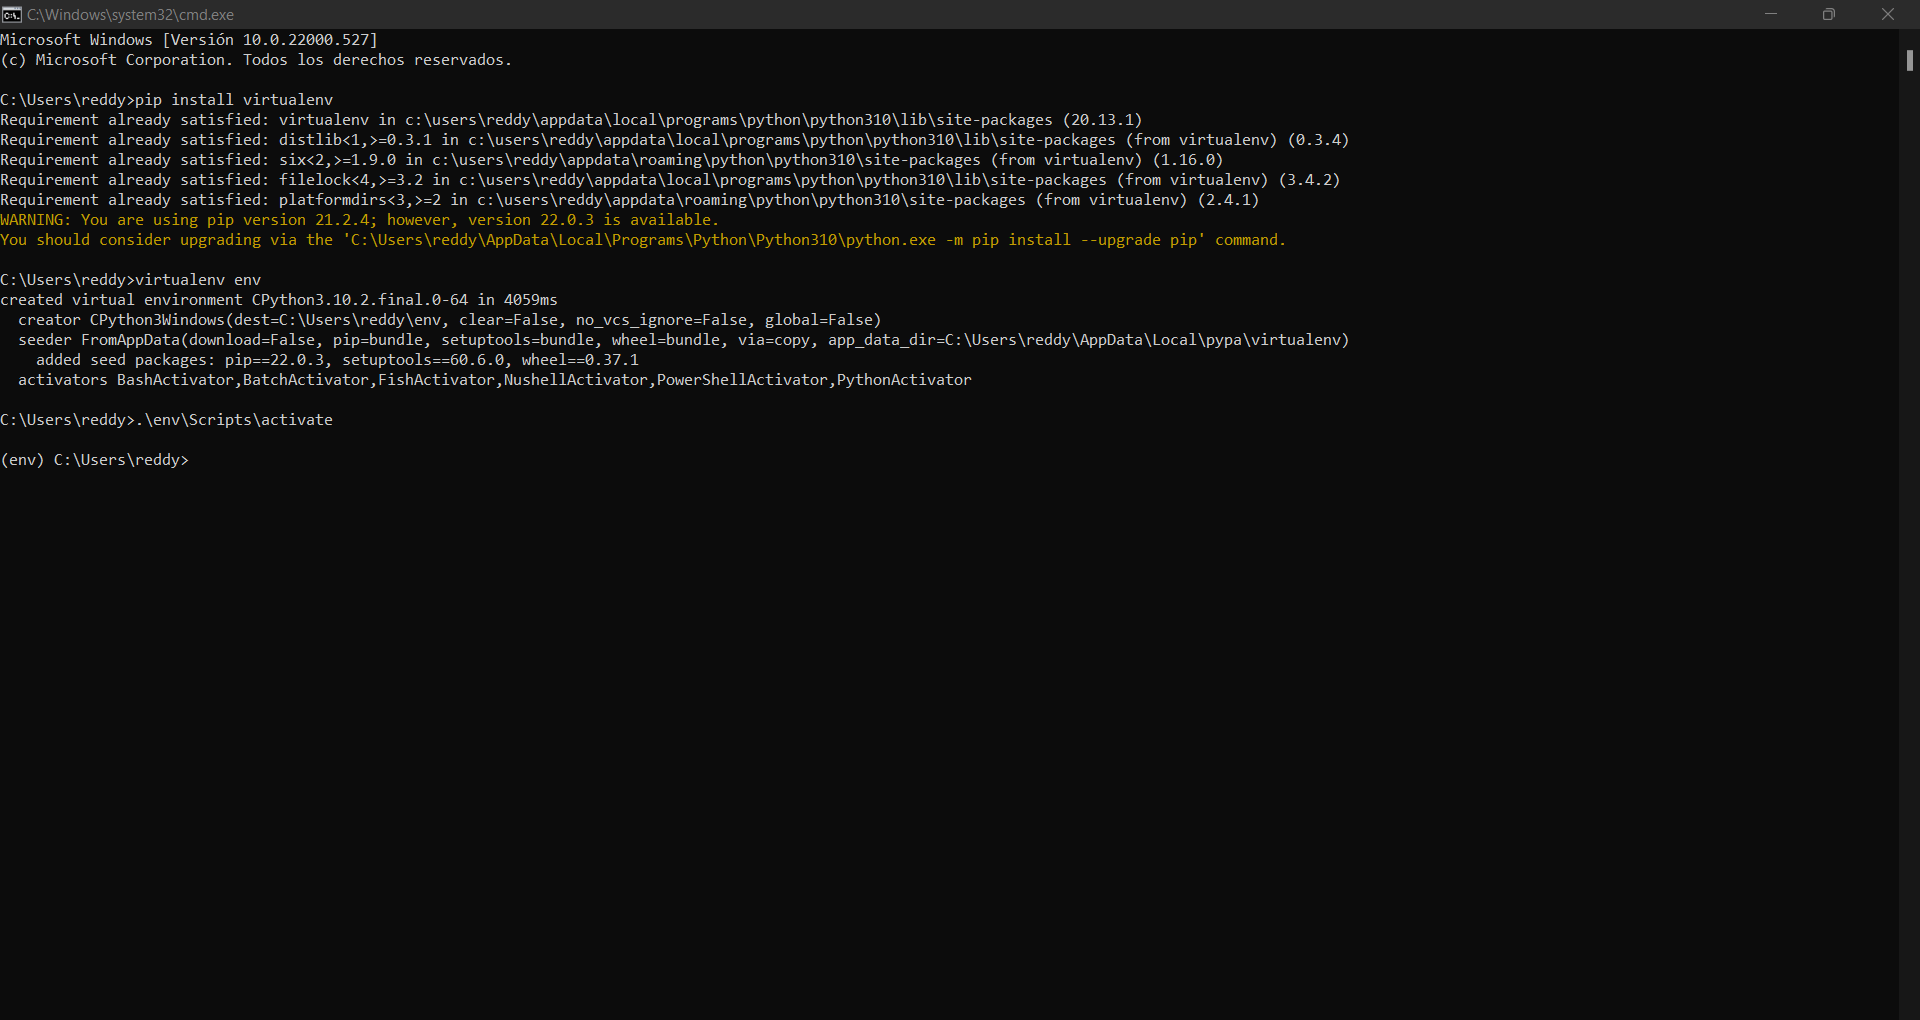 C:\Windows\system32\cmd.exe
Microsoft Windows [Versión 10.0.22000.527]
(c) Microsoft Corporation. Todos los derechos reservados.
C:\Users\reddy>pip install virtualenv
Requirement already satisfied: virtualenv in c:\users\reddy\appdata\local\programs\python\python310\lib\site-packages (20.13.1)
Requirement already satisfied: distlib<1,>=0.3.1 in c:\users\reddy\appdata\local\programs\python\python310\lib\site-packages (from virtualenv) (0.3.4)
Requirement already satisfied: six<2,>=1.9.0 in c:\users\reddy\appdata\roaming\python\python310\site-packages (from virtualenv) (1.16.0)
Requirement already satisfied: filelock<4,>=3.2 in c:\users\reddy\appdata\local\programs\python\python310\lib\site-packages (from virtualenv) (3.4.2)
Requirement already satisfied: platformdirs<3,>=2 in c:\users\reddy\appdata\roaming\python\python310\site-packages (from virtualenv) (2.4.1)
WARNING: You are using pip version 21.2.4; however, version 22.0.3 is available.
You should consider upgrading via the 'C:\Users\reddy\AppData\Local\Programs\Python\Python310\python.exe -m pip install --upgrade pip' command.
C:\Users\reddy>virtualenv env
created virtual environment CPython3.10.2.final.0-64 in 4059ms
  creator CPython3Windows(dest=C:\Users\reddy\env, clear=False, no_vcs_ignore=False, global=False)
  seeder FromAppData(download=False, pip=bundle, setuptools=bundle, wheel=bundle, via=copy, app_data_dir=C:\Users\reddy\AppData\Local\pypa\virtualenv)
    added seed packages: pip==22.0.3, setuptools==60.6.0, wheel==0.37.1
  activators BashActivator,BatchActivator,FishActivator,NushellActivator,PowerShellActivator,PythonActivator
C:\Users\reddy>.\env\Scripts\activate
(env) C:\Users\reddy>